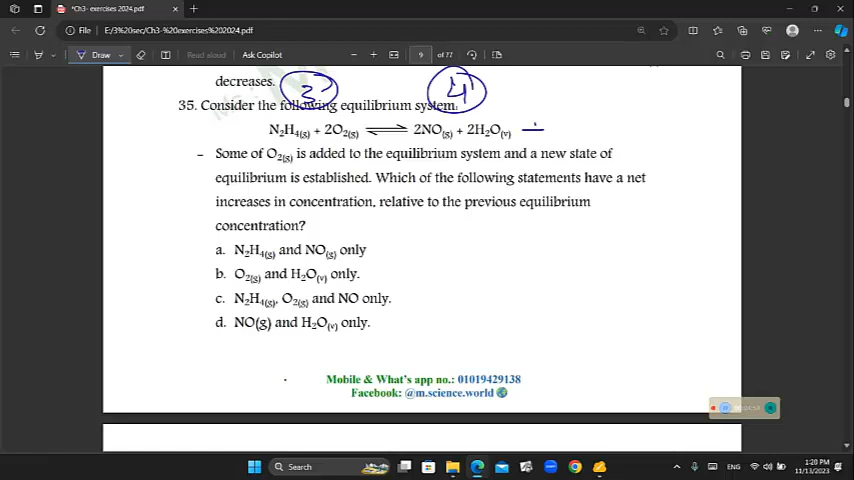 *Ch3- exercises 2024.pdf
File E:/3%20sec/Ch3-%20exercises%202024.pdf
Draw Read aloud Ask Copilot 9 of 77
decreases.
3 4
35. Consider the following equilibrium system:
N2H4(g) + 2O2(g) ⇌ 2NO(g) + 2H2O(v)
- Some of O2(g) is added to the equilibrium system and a new state of
equilibrium is established. Which of the following statements have a net
increases in concentration, relative to the previous equilibrium
concentration?
a. N2H4(g) and NO(g) only
b. O2(g) and H2O(v) only.
c. N2H4(g), O2(g) and NO only.
d. NO(g) and H2O(v) only.
Mobile & What's app no.: 01019429138
Facebook: @m.science.world
Search
ENG
1:28 PM
11/13/2023